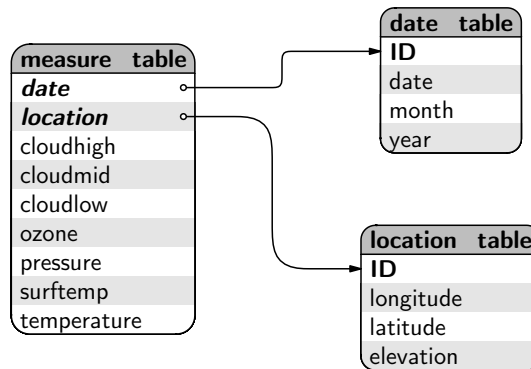 measure table
date
location
cloudhigh
cloudmid
cloudlow
ozone
pressure
surftemp
temperature
date table
ID
date
month
year
location table
ID
longitude
latitude
elevation